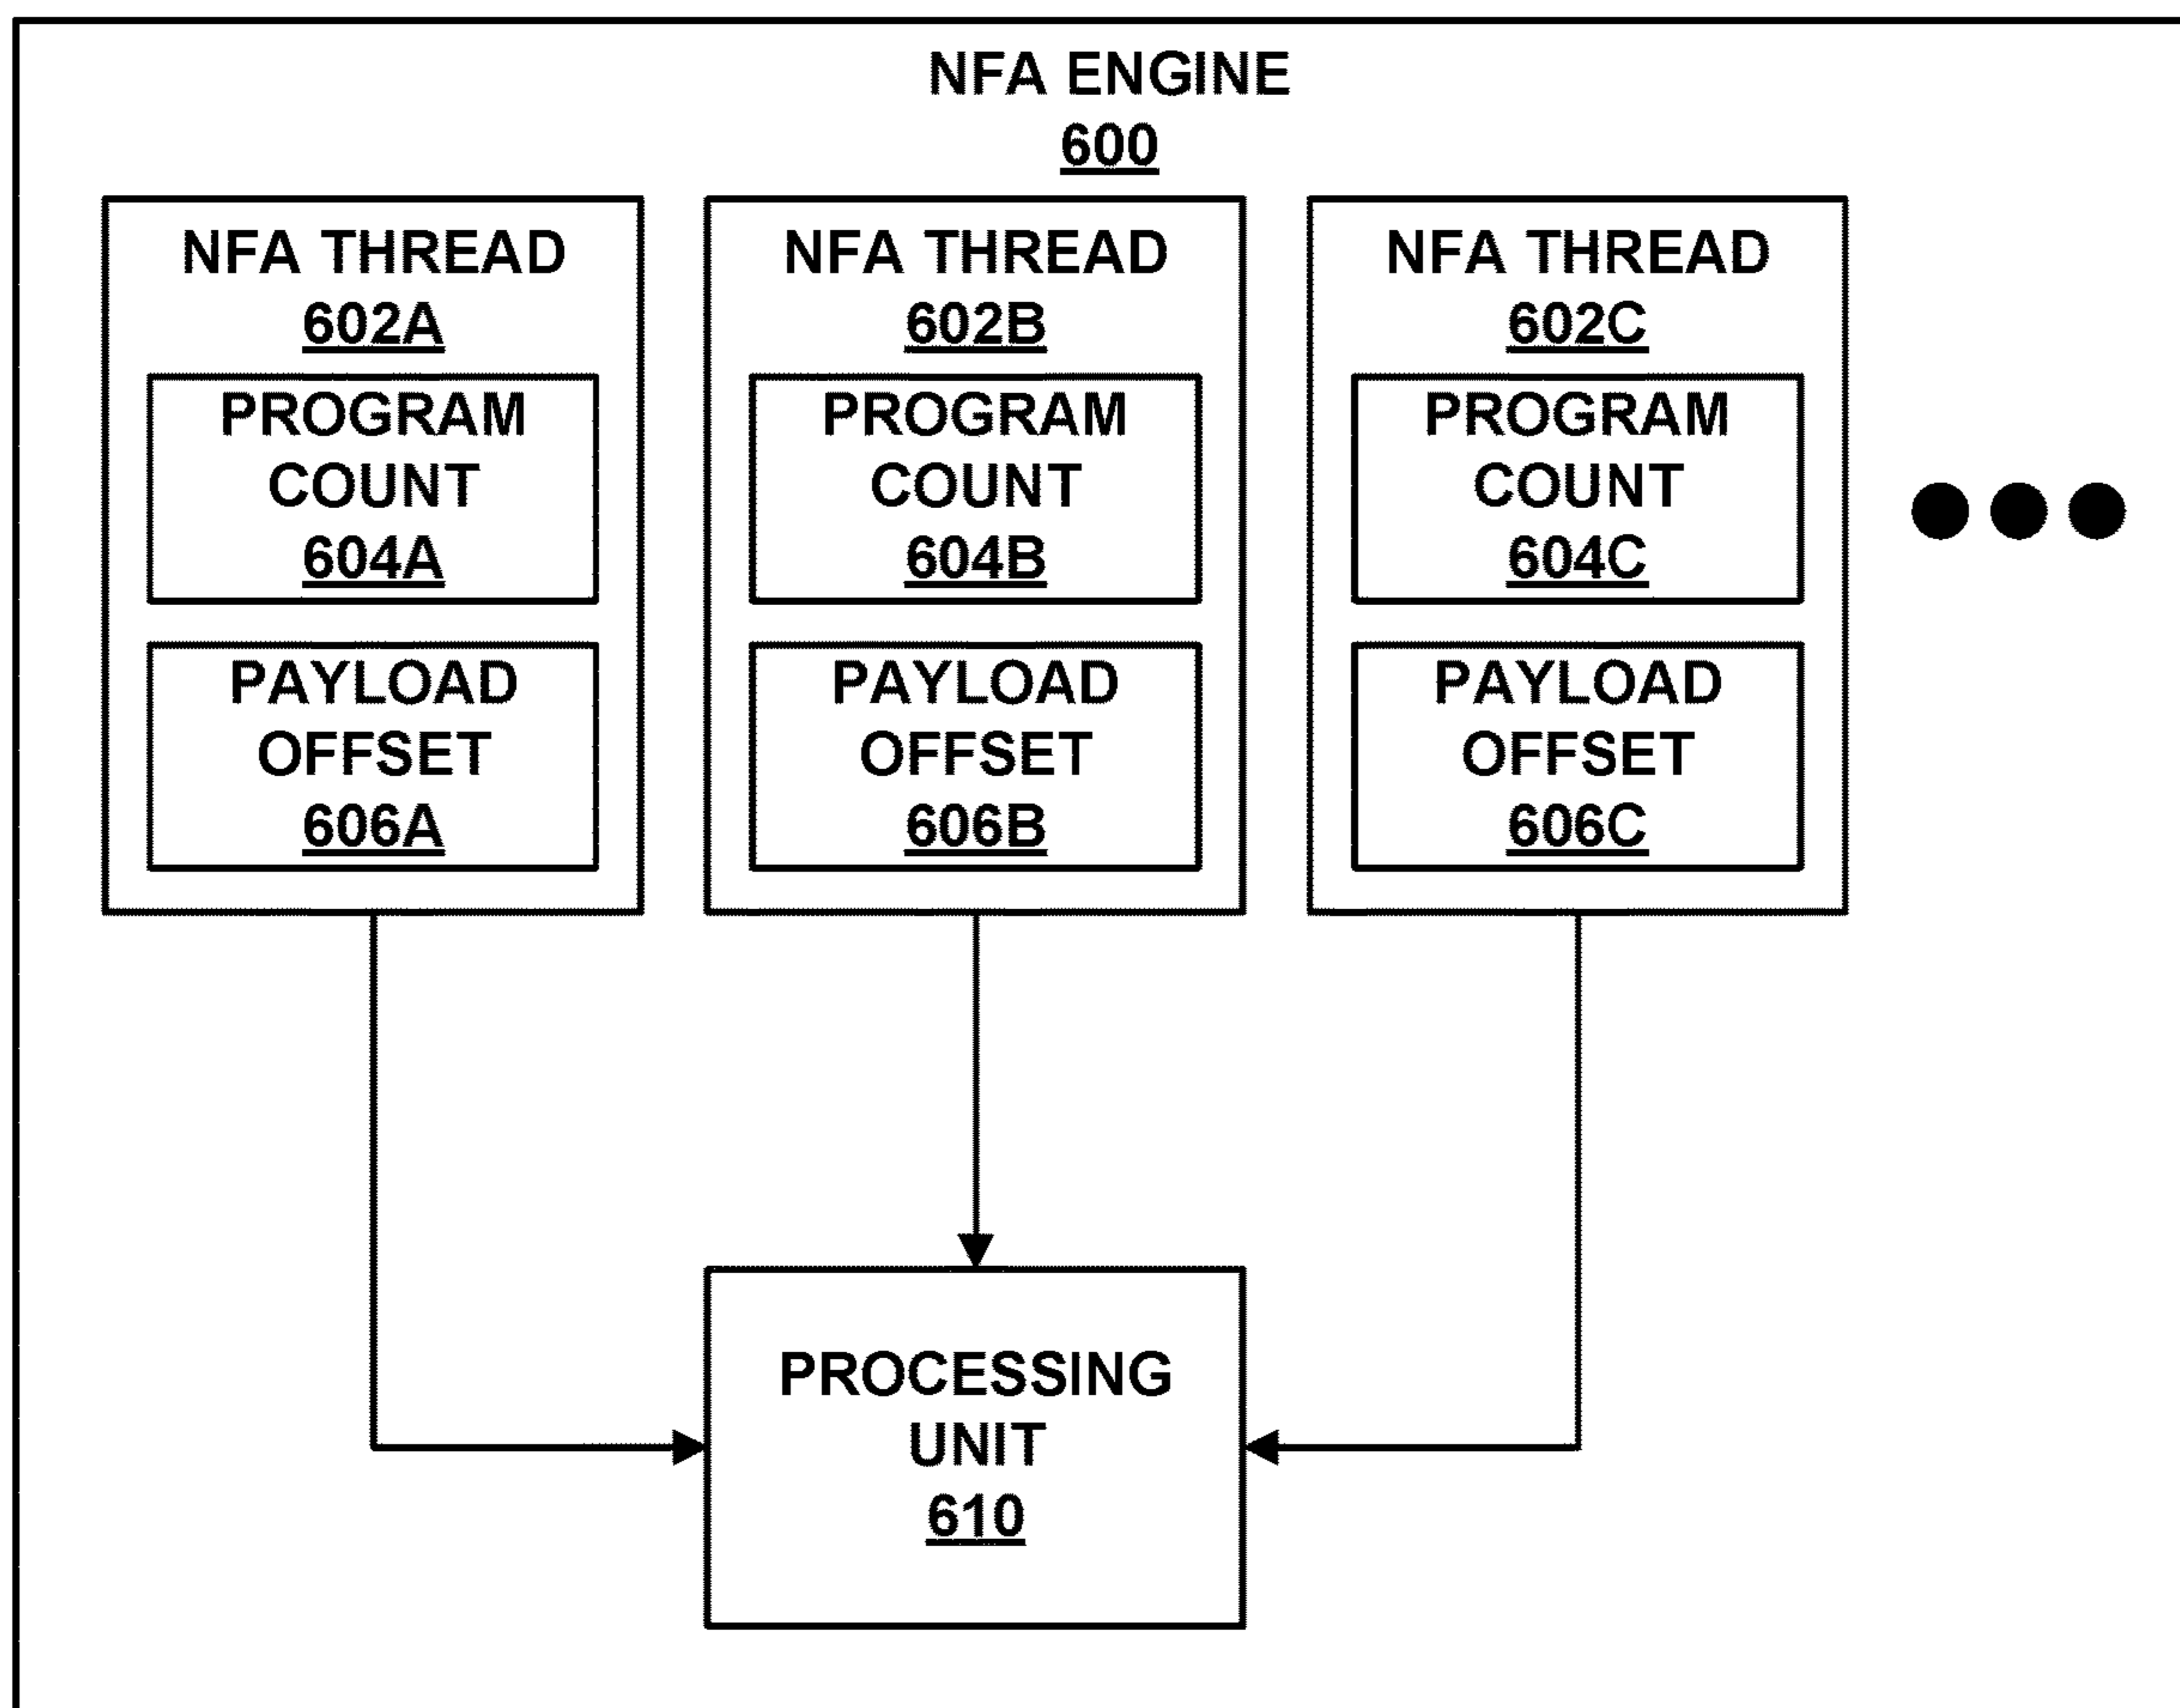 NFA ENGINE
600
NFA THREAD
602A
PROGRAM
COUNT
604A
PAYLOAD
OFFSET
606A
NFA THREAD
602B
PROGRAM
COUNT
604B
PAYLOAD
OFFSET
606B
NFA THREAD
602C
PROGRAM
COUNT
604C
PAYLOAD
OFFSET
606C
PROCESSING
UNIT
610